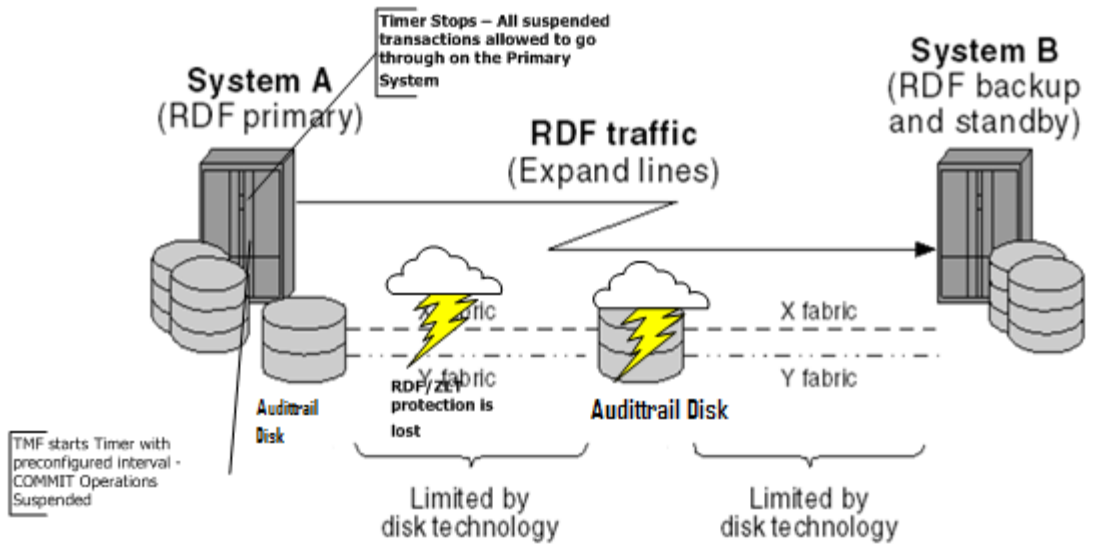 Timer Stops – All suspended
transactions allowed to go
through on the Primary
System
System A
(RDF primary)
System B
(RDF backup
and standby)
RDF traffic
(Expand lines)
X fabric
X fabric
Y fabric
Y fabric
RDF/ZLT
protection is
lost
Audittrail
Disk
Audittrail Disk
TMF starts Timer with
preconfigured interval -
COMMIT Operations
Suspended
Limited by
disk technology
Limited by
disk technology